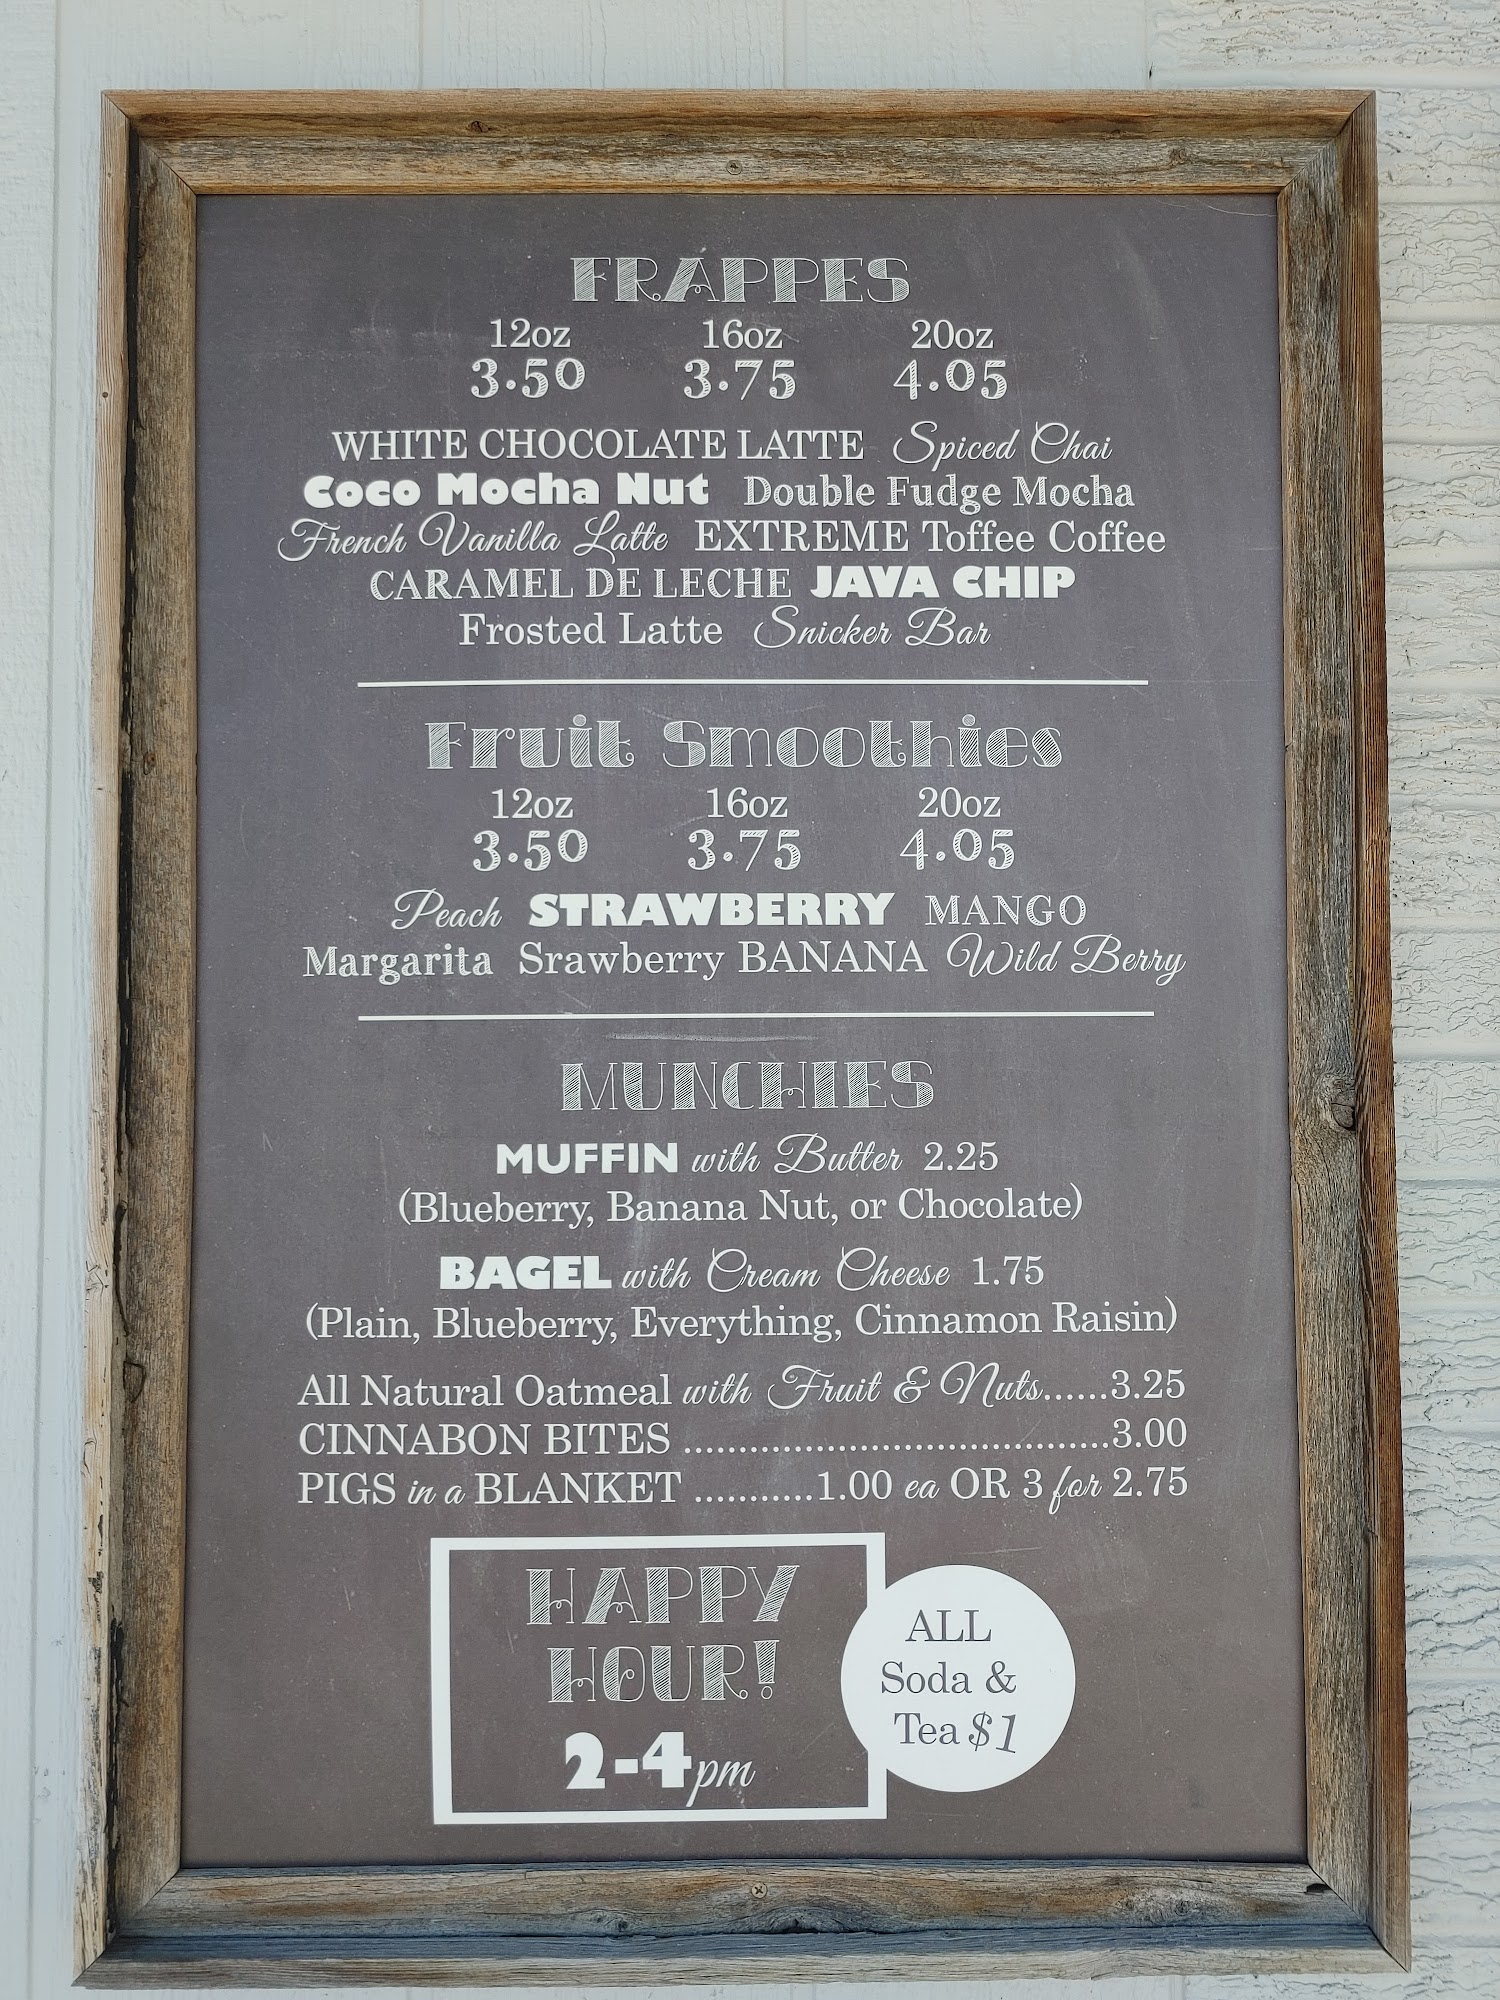 FRAPPES
12oz 16oz 20oz
3.50 3.75 4.05
WHITE CHOCOLATE LATTE Spiced Chai
Coco Mocha Nut Double Fudge Mocha
French Vanilla Latte EXTREME Toffee Coffee
CARAMEL DE LECHE JAVA CHIP
Frosted Latte Snicker Bar
Fruit Smoothies
12oz 16oz 20oz
3.50 3.75 4.05
Peach STRAWBERRY MANGO
Margarita Srawberry BANANA Wild Berry
MUNCHIES
MUFFIN with Butter 2.25
(Blueberry, Banana Nut, or Chocolate)
BAGEL with Cream Cheese 1.75
(Plain, Blueberry, Everything, Cinnamon Raisin)
All Natural Oatmeal with Fruit & Nuts......3.25
CINNABON BITES ......................................3.00
PIGS in a BLANKET ...........1.00 ea OR 3 for 2.75
HAPPY
HOUR!
2-4pm
ALL
Soda &
Tea $1